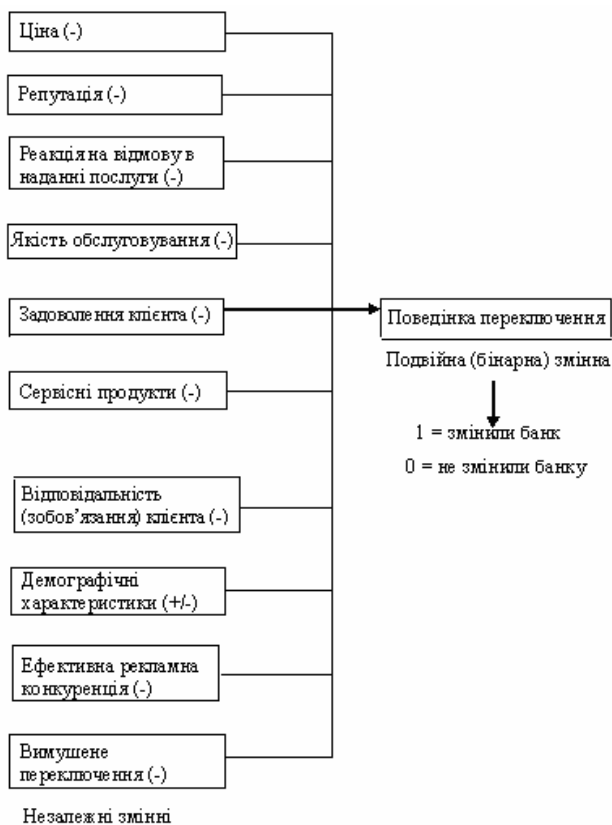 Ціна (-)
Репутація (-)
Реакція на відмову в
наданні послуги (-)
Якість обслуговування (-)
Задоволення клієнта (-)
Поведінка переключення
Подвійна (бінарна) змінна
1 = змінили банк
0 = не змінили банку
Сервісні продукти (-)
Відповідальність
(зобов’язання) клієнта (-)
Демографічні
характеристики (+/-)
Ефективна рекламна
конкуренція (-)
Вимушене
переключення (-)
Незалежні змінні